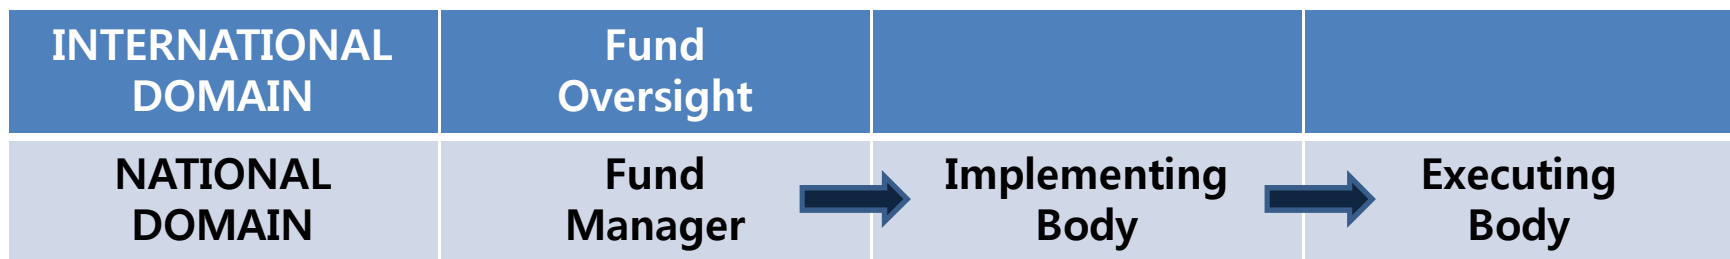 INTERNATIONAL
DOMAIN
Fund
Oversight
NATIONAL
DOMAIN
Fund
Manager
Implementing
Body
Executing
Body